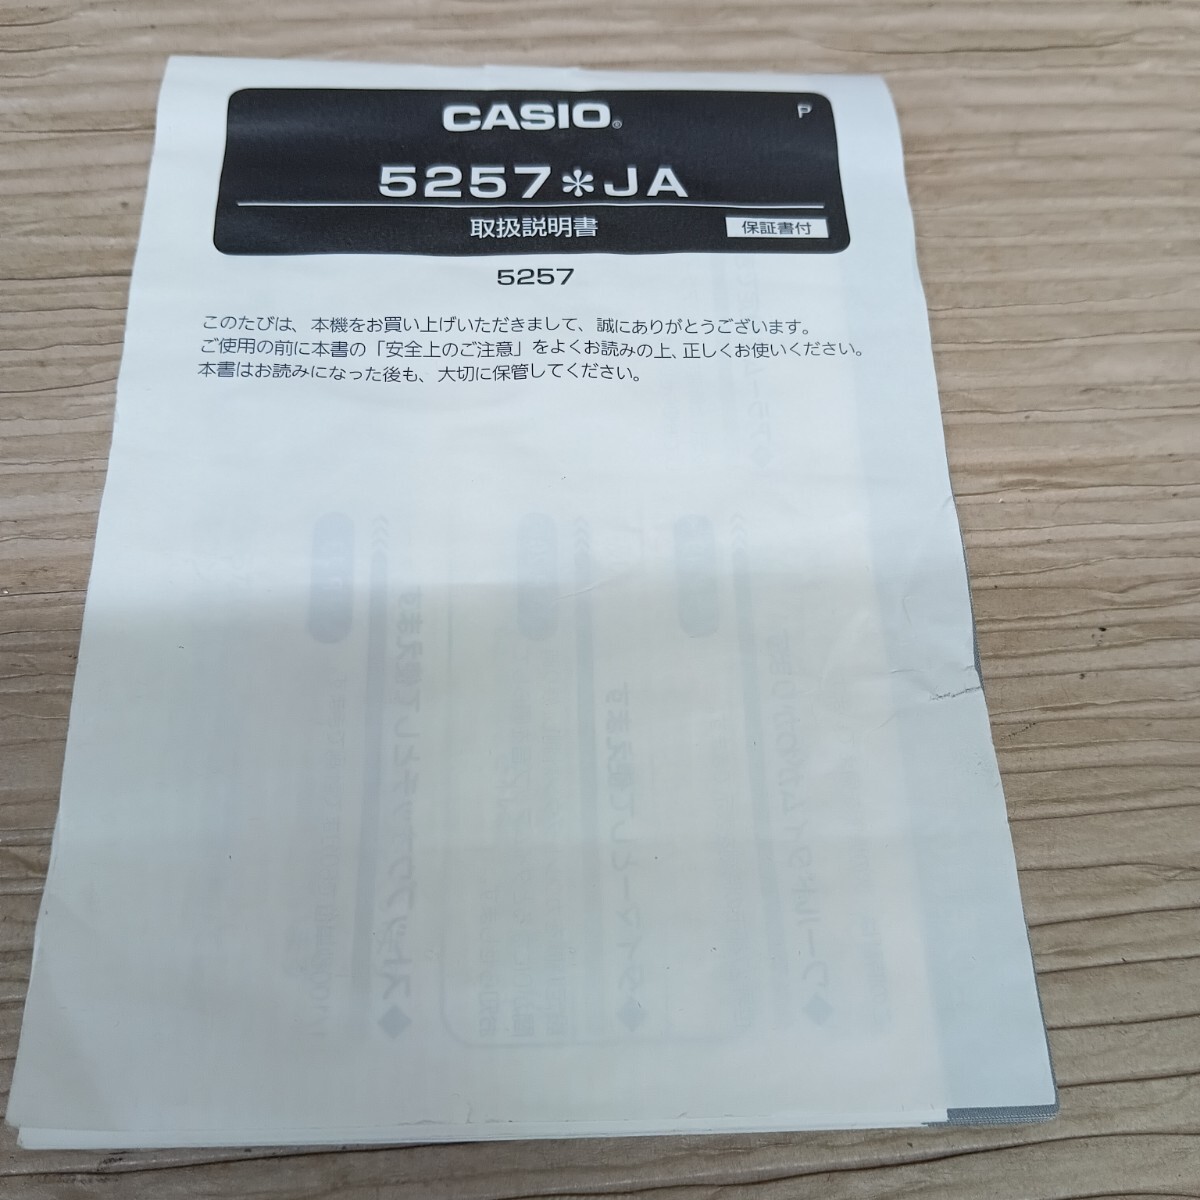 CASIO®
P
5257＊JA
取扱説明書
保証書付
5257
このたびは、本機をお買い上げいただきまして、誠にありがとうございます。
ご使用の前に本書の「安全上のご注意」をよくお読みの上、正しくお使いください。
本書はお読みになった後も、大切に保管してください。